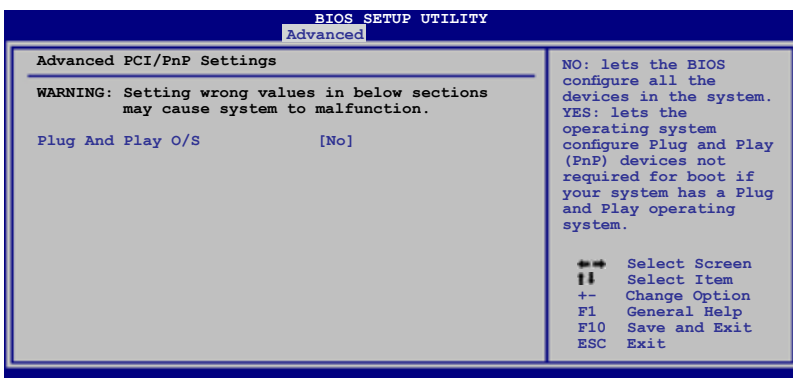 BIOS SETUP UTILITY
Advanced
Advanced PCI/PnP Settings
WARNING: Setting wrong values in below sections
may cause system to malfunction.
Plug And Play O/S [No]
NO: lets the BIOS
configure all the
devices in the system.
YES: lets the
operating system
configure Plug and Play
(PnP) devices not
required for boot if
your system has a Plug
and Play operating
system.
←→ Select Screen
↑↓ Select Item
+- Change Option
F1 General Help
F10 Save and Exit
ESC Exit